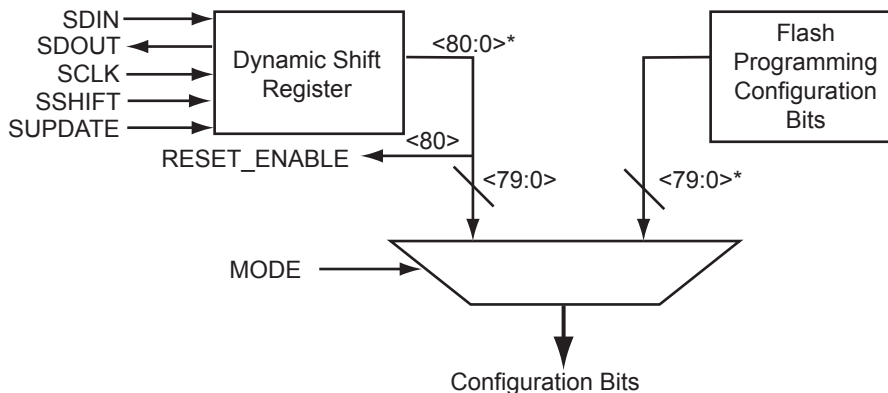 SDIN
SDOUT
SCLK
SSHIFT
SUPDATE
Dynamic Shift
Register
<80:0>*
Flash
Programming
Configuration
Bits
<80>
RESET_ENABLE
<79:0>
<79:0>*
MODE
Configuration Bits